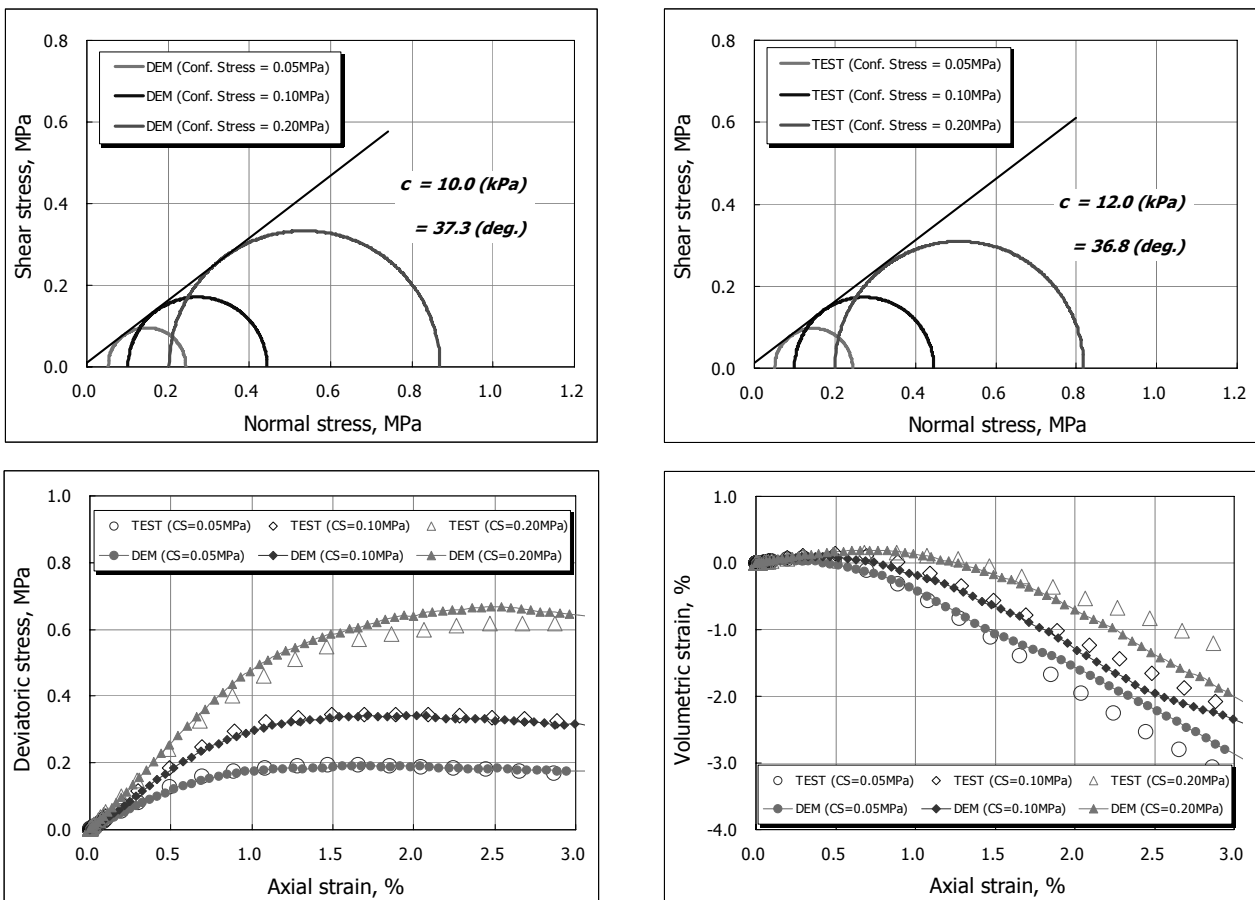 0.8
DEM (Conf. Stress = 0.05MPa)
DEM (Conf. Stress = 0.10MPa)
0.6
DEM (Conf. Stress = 0.20MPa)
Shear stress, MPa
c = 10.0 (kPa)
0.4
= 37.3 (deg.)
0.2
0.0
0.0 0.2 0.4 0.6 0.8 1.0 1.2
Normal stress, MPa
0.8
TEST (Conf. Stress = 0.05MPa)
TEST (Conf. Stress = 0.10MPa)
0.6
TEST (Conf. Stress = 0.20MPa)
Shear stress, MPa
c = 12.0 (kPa)
0.4
= 36.8 (deg.)
0.2
0.0
0.0 0.2 0.4 0.6 0.8 1.0 1.2
Normal stress, MPa
1.0
TEST (CS=0.05MPa) TEST (CS=0.10MPa) TEST (CS=0.20MPa)
DEM (CS=0.05MPa) DEM (CS=0.10MPa) DEM (CS=0.20MPa)
0.8
Deviatoric stress, MPa
0.6
0.4
0.2
0.0
0.0 0.5 1.0 1.5 2.0 2.5 3.0
Axial strain, %
1.0
0.0
Volumetric strain, %
-1.0
-2.0
-3.0
TEST (CS=0.05MPa) TEST (CS=0.10MPa) TEST (CS=0.20MPa)
DEM (CS=0.05MPa) DEM (CS=0.10MPa) DEM (CS=0.20MPa)
-4.0
0.0 0.5 1.0 1.5 2.0 2.5 3.0
Axial strain, %